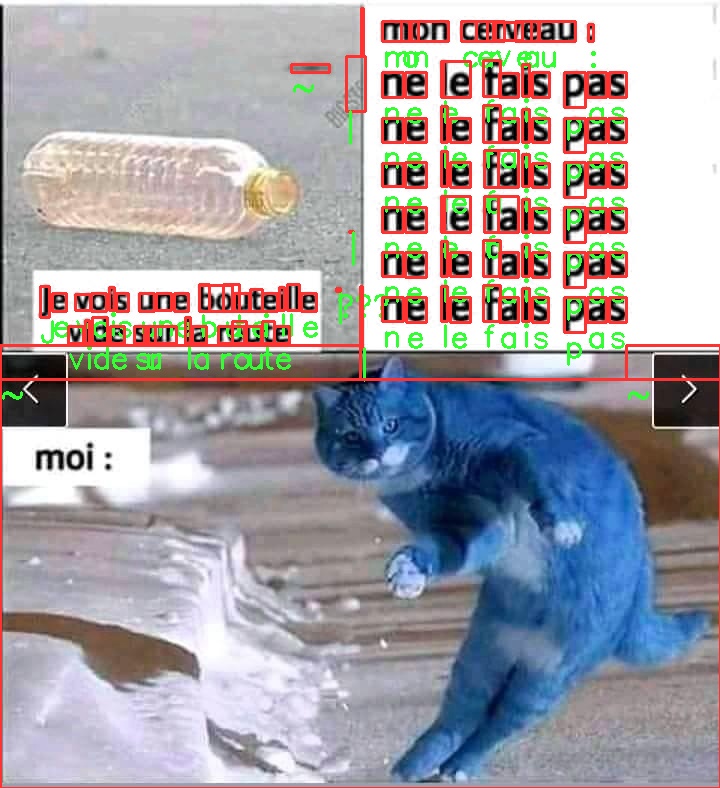 Je vois une bouteille
vide sur la route
mon cerveau :
ne le fais pas
ne le fais pas
ne le fais pas
ne le fais pas
ne le fais pas
ne le fais pas
moi :